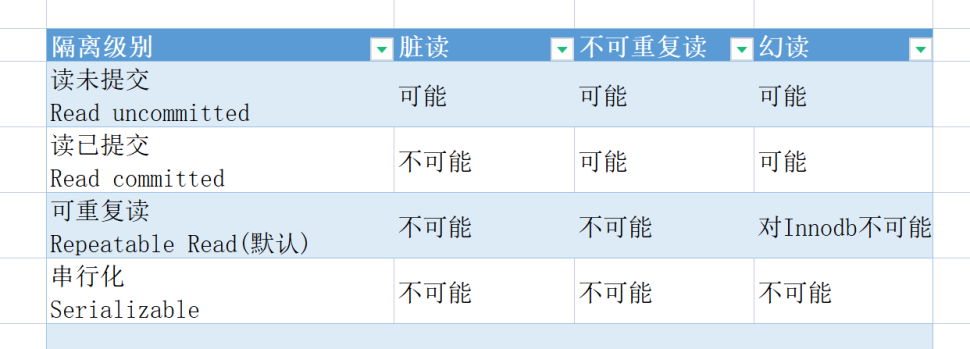 隔离级别 脏读 不可重复读 幻读
读未提交
Read uncommitted
可能 可能 可能
读已提交
Read committed
不可能 可能 可能
可重复读
Repeatable Read(默认)
不可能 不可能 对Innodb不可能
串行化
Serializable
不可能 不可能 不可能